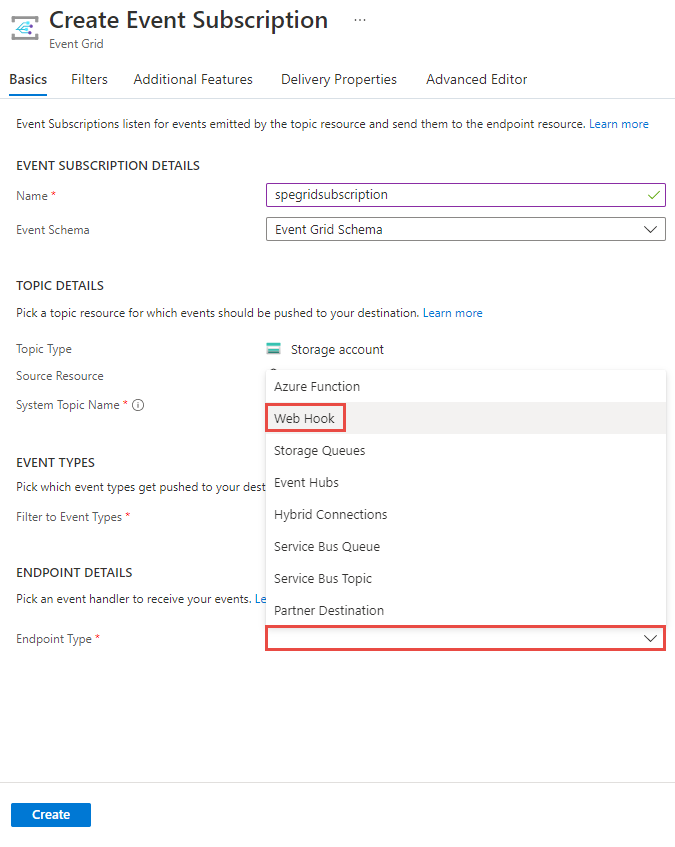 Create Event Subscription ...
Event Grid
Basics Filters Additional Features Delivery Properties Advanced Editor
Event Subscriptions listen for events emitted by the topic resource and send them to the endpoint resource. Learn more
EVENT SUBSCRIPTION DETAILS
Name * spegridsubscription
Event Schema Event Grid Schema
TOPIC DETAILS
Pick a topic resource for which events should be pushed to your destination. Learn more
Topic Type Storage account
Source Resource
Azure Function
System Topic Name *
Web Hook
Storage Queues
EVENT TYPES
Event Hubs
Pick which event types get pushed to your dest
Filter to Event Types *
Hybrid Connections
Service Bus Queue
ENDPOINT DETAILS
Service Bus Topic
Pick an event handler to receive your events. Le
Partner Destination
Endpoint Type *
Create